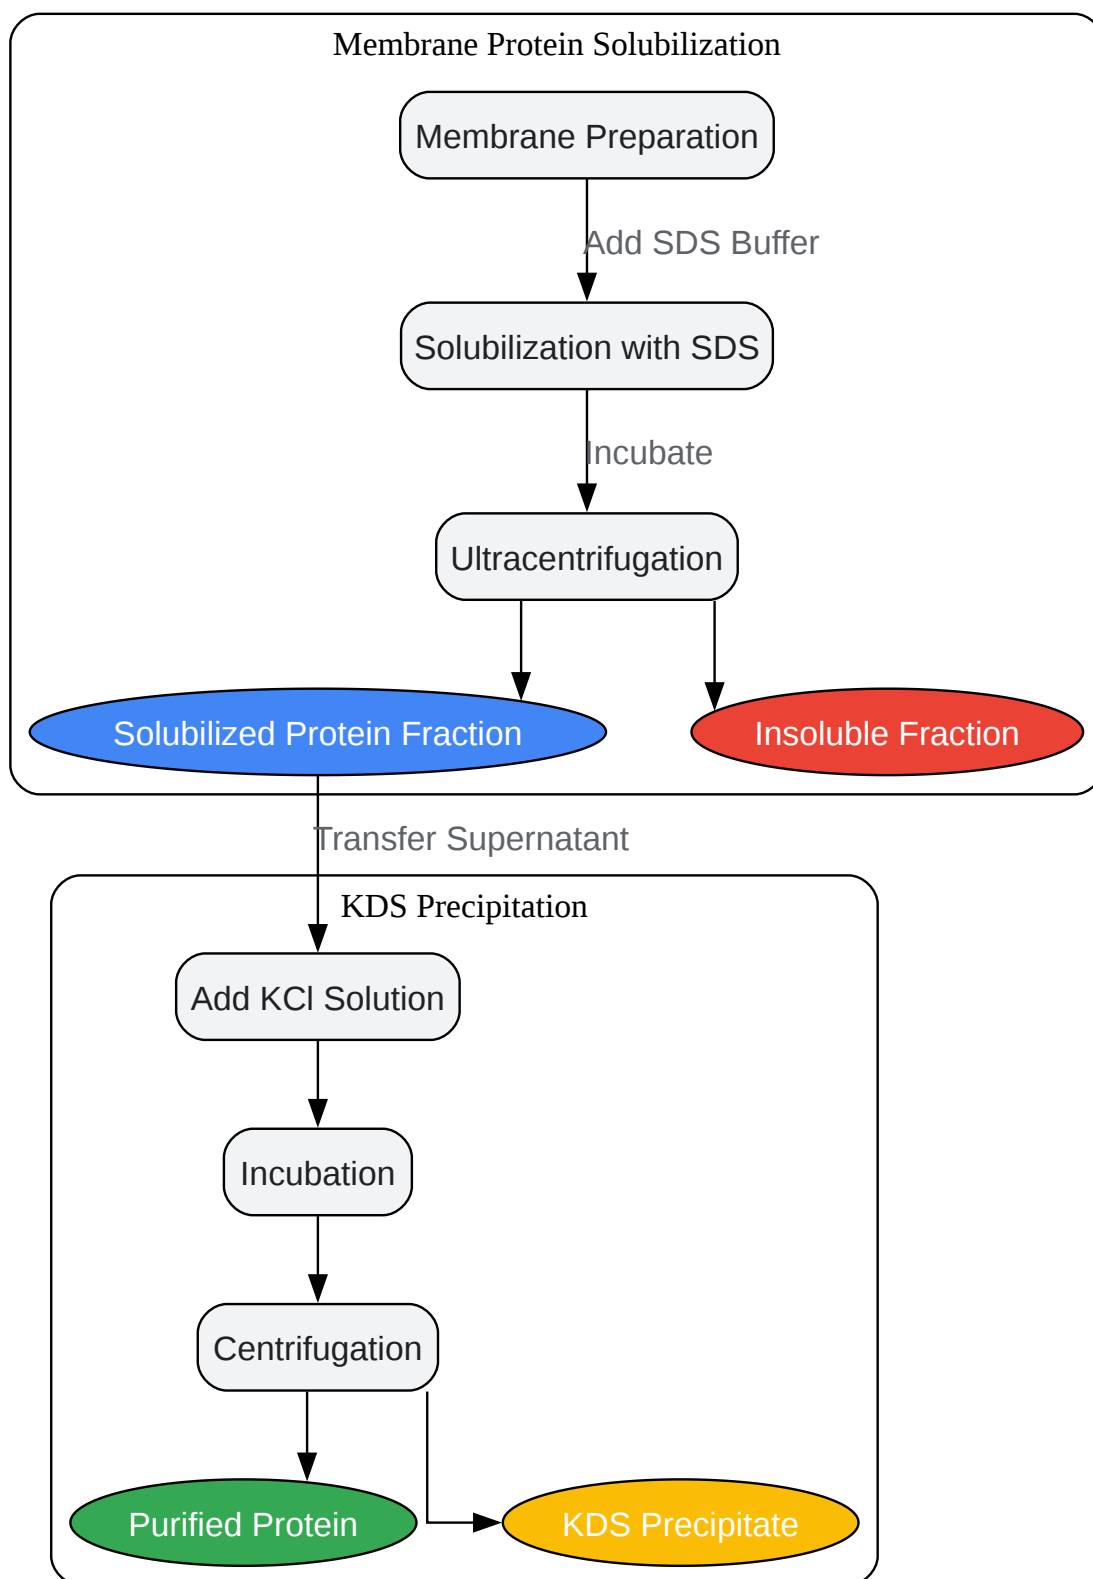 Membrane Protein Solubilization
Membrane Preparation
Add SDS Buffer
Solubilization with SDS
Incubate
Ultracentrifugation
Solubilized Protein Fraction
Insoluble Fraction
Transfer Supernatant
KDS Precipitation
Add KCl Solution
Incubation
Centrifugation
Purified Protein
KDS Precipitate